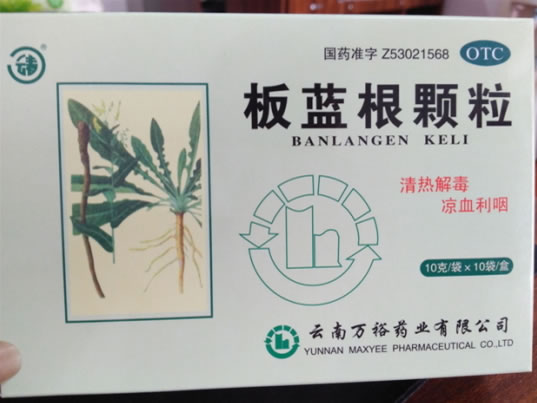 国药准字 Z53021568 OTC
板蓝根颗粒
BANLANGEN KELI
清热解毒
凉血利咽
10克/袋×10袋/盒
云南万裕药业有限公司
YUNNAN MAXYEE PHARMACEUTICAL CO.,LTD